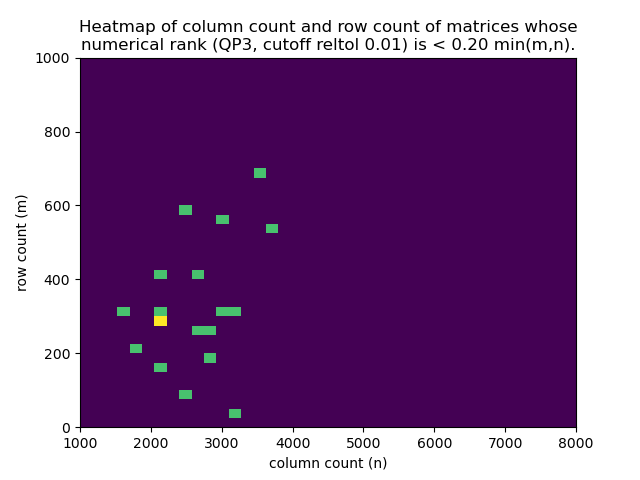 Heatmap of column count and row count of matrices whose
numerical rank (QP3, cutoff reltol 0.01) is < 0.20 min(m,n).
1000
800
600
400
200
0
row count (m)
1000 2000 3000 4000 5000 6000 7000 8000
column count (n)